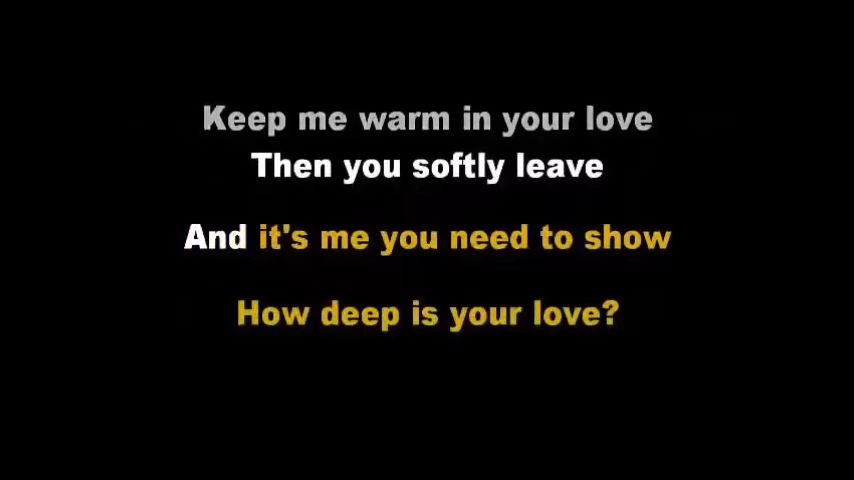 Keep me warm in your love
Then you softly leave
And it's me you need to show
How deep is your love?